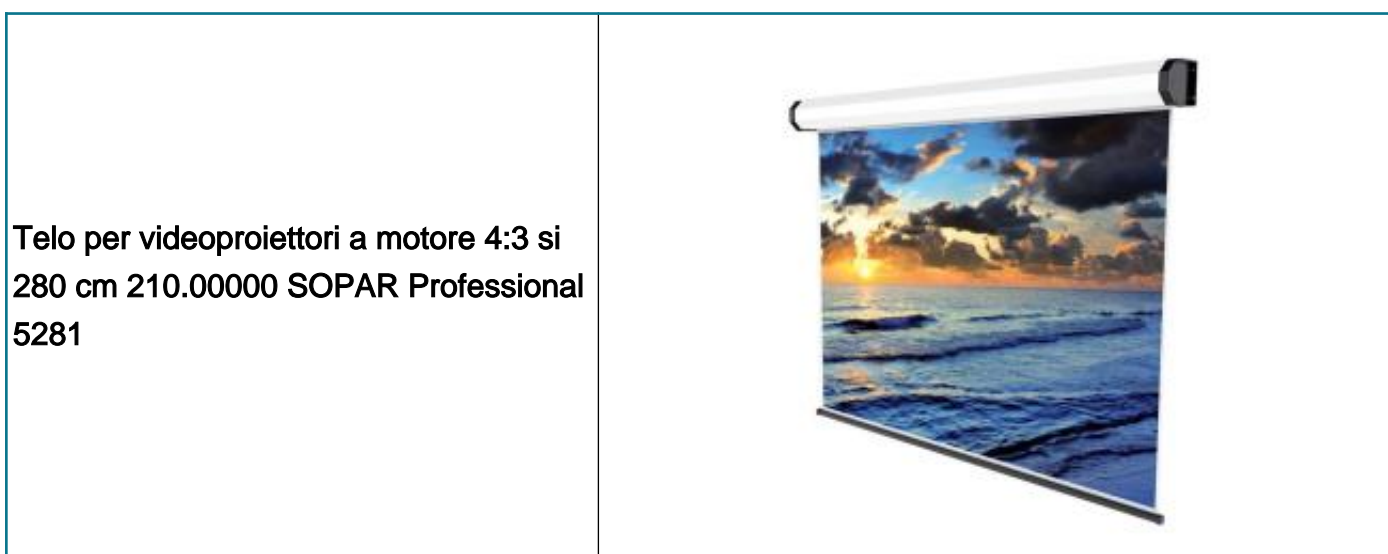 Telo per videoproiettori a motore 4:3 si
280 cm 210.00000 SOPAR Professional
5281